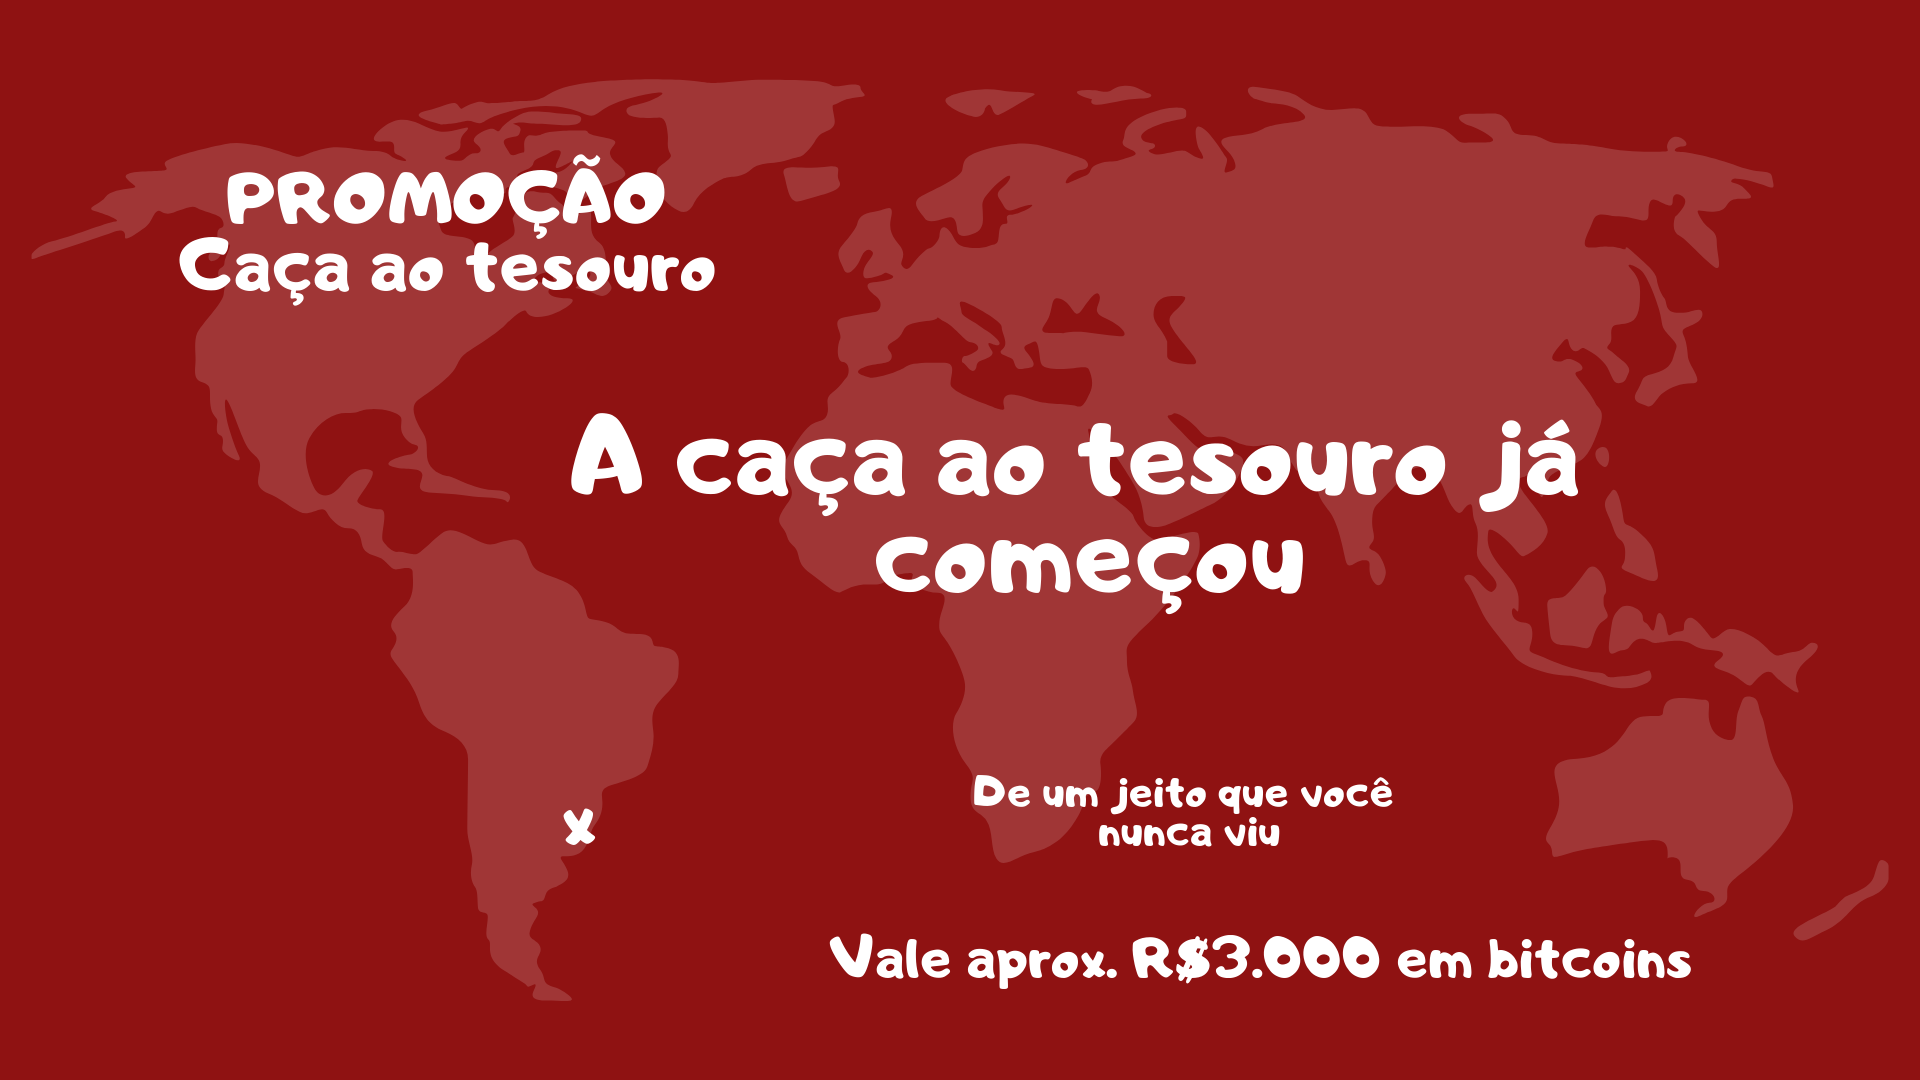 PROMOÇÃO
Caça ao tesouro
A caça ao tesouro já
começou
De um jeito que você
nunca viu
x
Vale aprox. R$3.000 em bitcoins